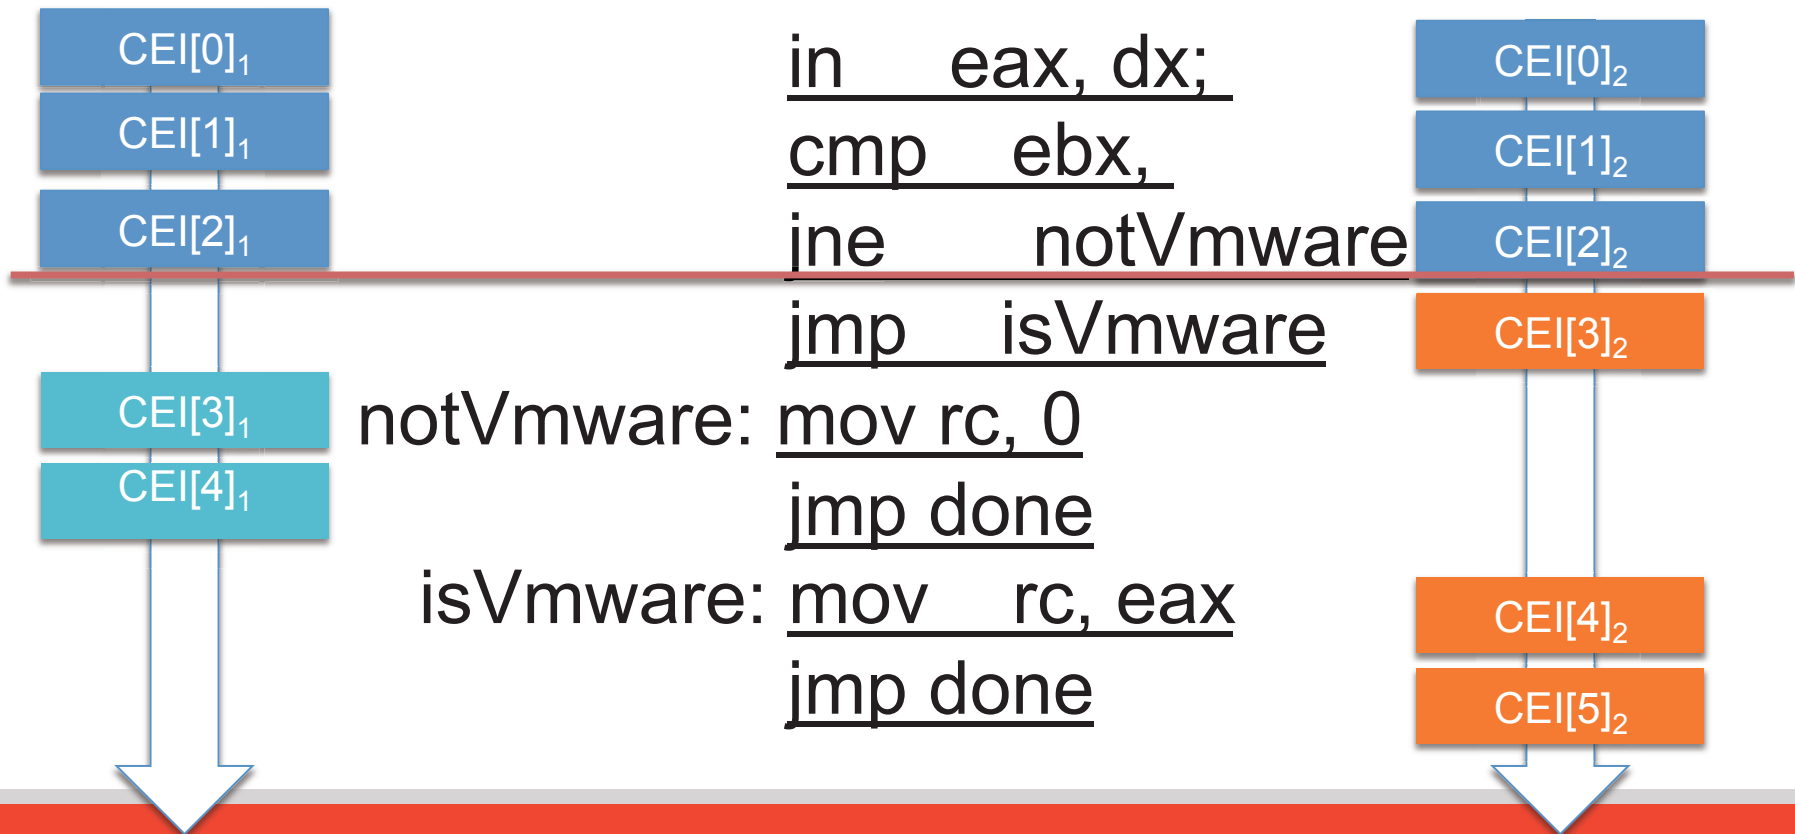 CEI[0]1
CEI[1]1
CEI[2]1
CEI[3]1
CEI[4]1
in eax, dx;
cmp ebx,
jne notVmware
jmp isVmware
notVmware: mov rc, 0
jmp done
isVmware: mov rc, eax
jmp done
CEI[0]2
CEI[1]2
CEI[2]2
CEI[3]2
CEI[4]2
CEI[5]2